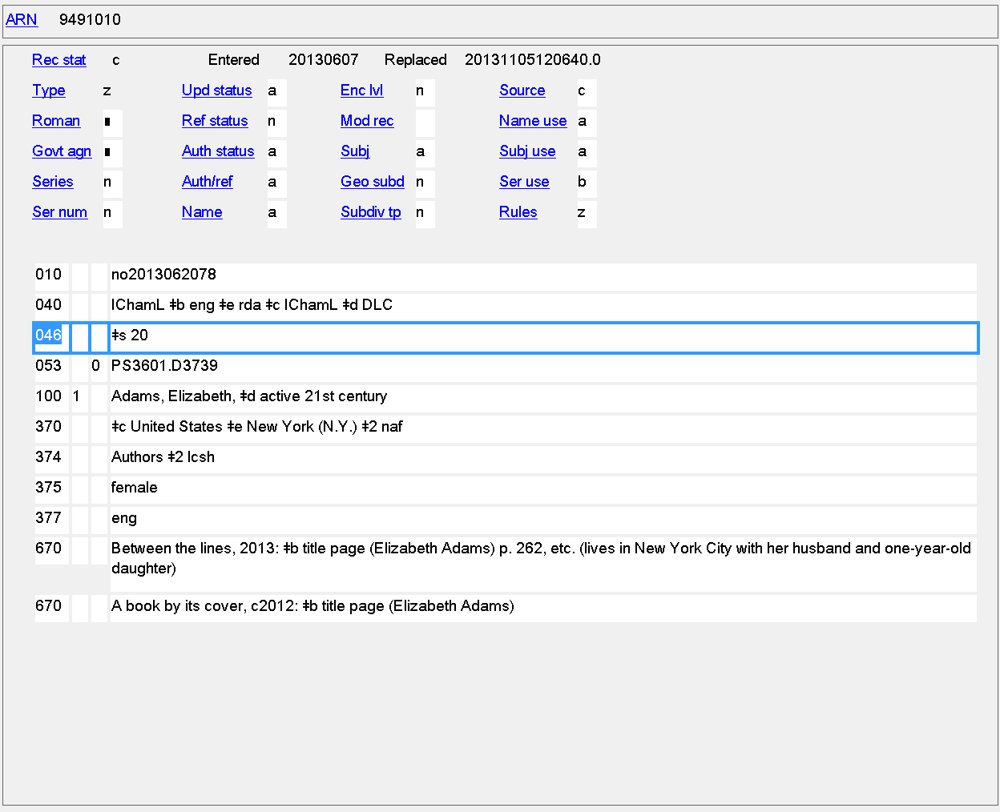 ARN 9491010
Rec stat c Entered 20130607 Replaced 20131105120640.0
Type z Upd status a Enc lvl n Source c
Roman ∎ Ref status n Mod rec Name use a
Govt agn ∎ Auth status a Subj a Subj use a
Series n Auth/ref a Geo subd n Ser use b
Ser num n Name a Subdiv tp n Rules z
010 no2013062078
040 IChamL ‡b eng ‡e rda ‡c IChamL ‡d DLC
046 ‡s 20
053 0 PS3601.D3739
100 1 Adams, Elizabeth, ‡d active 21st century
370 ‡c United States ‡e New York (N.Y.) ‡2 naf
374 Authors ‡2 lcsh
375 female
377 eng
670 Between the lines, 2013: ‡b title page (Elizabeth Adams) p. 262, etc. (lives in New York City with her husband and one-year-old
daughter)
670 A book by its cover, c2012: ‡b title page (Elizabeth Adams)